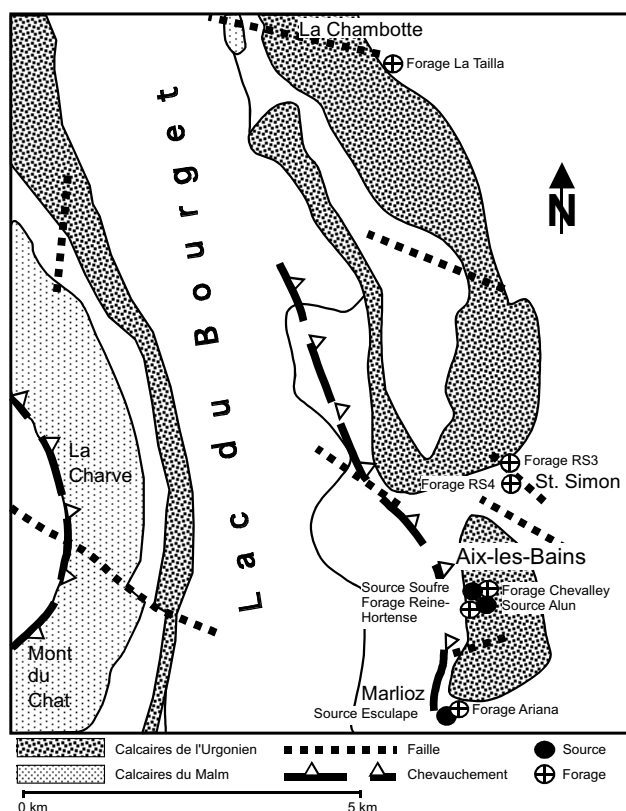 La Chambotte
Forage La Tailla
N
Lac du Bourget
La
Charve
Forage RS3
Forage RS4
St. Simon
Aix-les-Bains
Source Soufre
Forage Chevalley
Forage Reine-
Hortense
Source Alun
Mont
du
Chat
Marlioz
Source Esculape
Forage Ariana
Calcaires de l'Urgonien
Faille
Source
Calcaires du Malm
Chevauchement
Forage
0 km
5 km